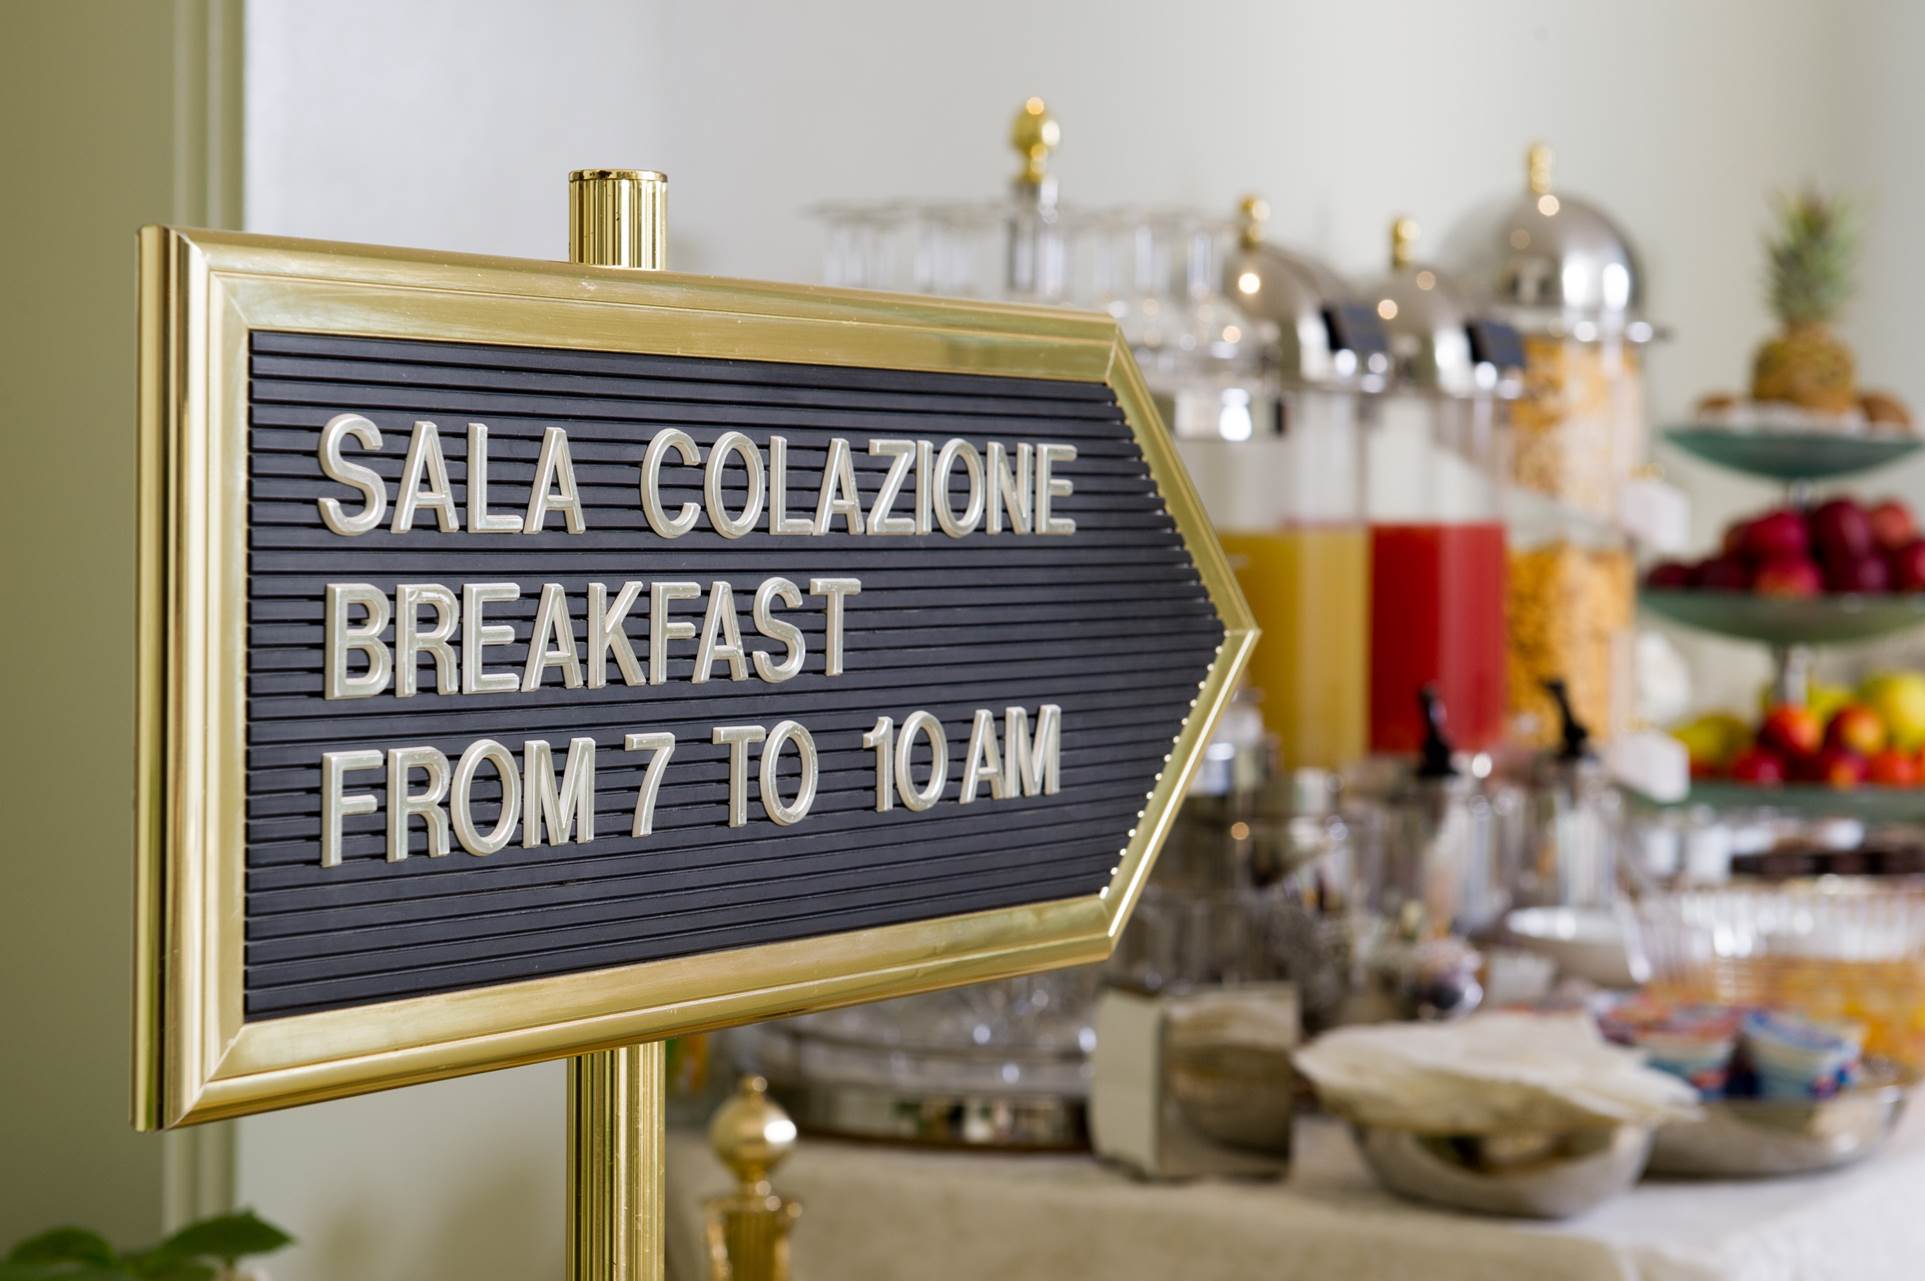 SALA COLAZIONE
BREAKFAST
FROM 7 TO 10 AM